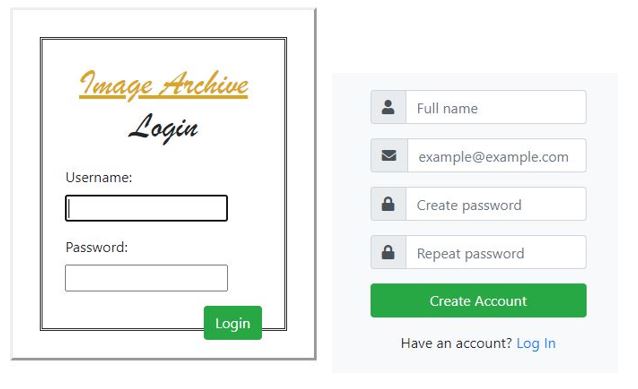 Image Archive
Login
Username:
Password:
Login
Full name
example@example.com
Create password
Repeat password
Create Account
Have an account? Log In